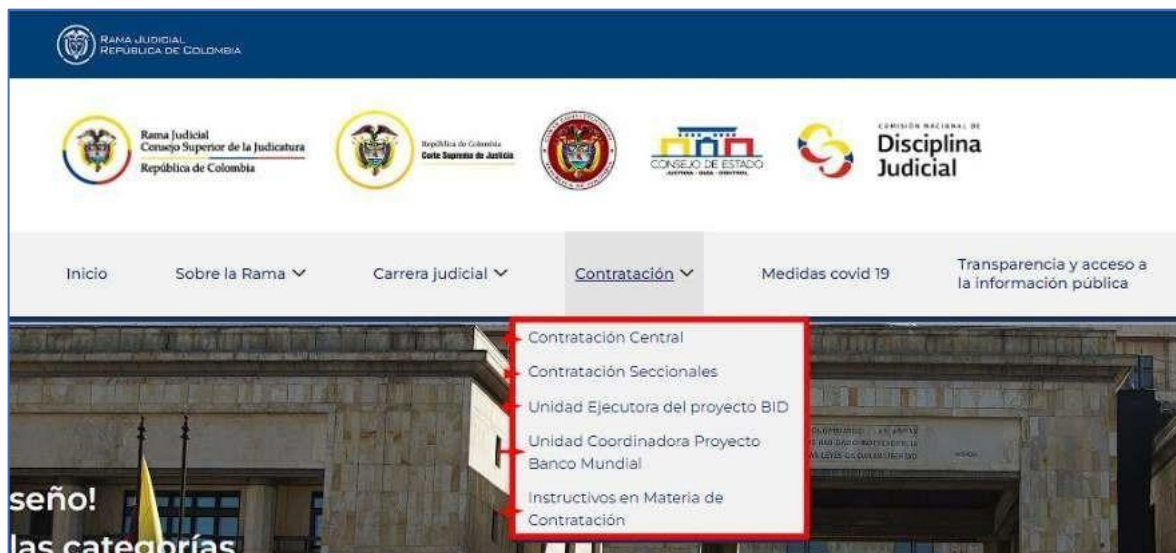 RAMA JUDICIAL
REPÚBLICA DE COLOMBIA
Rama Judicial
Consejo Superior de la Judicatura
República de Colombia
República de Colombia
Corte Suprema de Justicia
CONSEJO DE ESTADO
JUSTICIA - GUÍA - CONTROL
COMISIÓN NACIONAL DE
Disciplina
Judicial
Inicio
Sobre la Rama
Carrera judicial
Contratación
Medidas covid 19
Transparencia y acceso a
la información pública
Contratación Central
Contratación Seccionales
Unidad Ejecutora del proyecto BID
Unidad Coordinadora Proyecto
Banco Mundial
Instructivos en Materia de
Contratación
seño!
las categorías